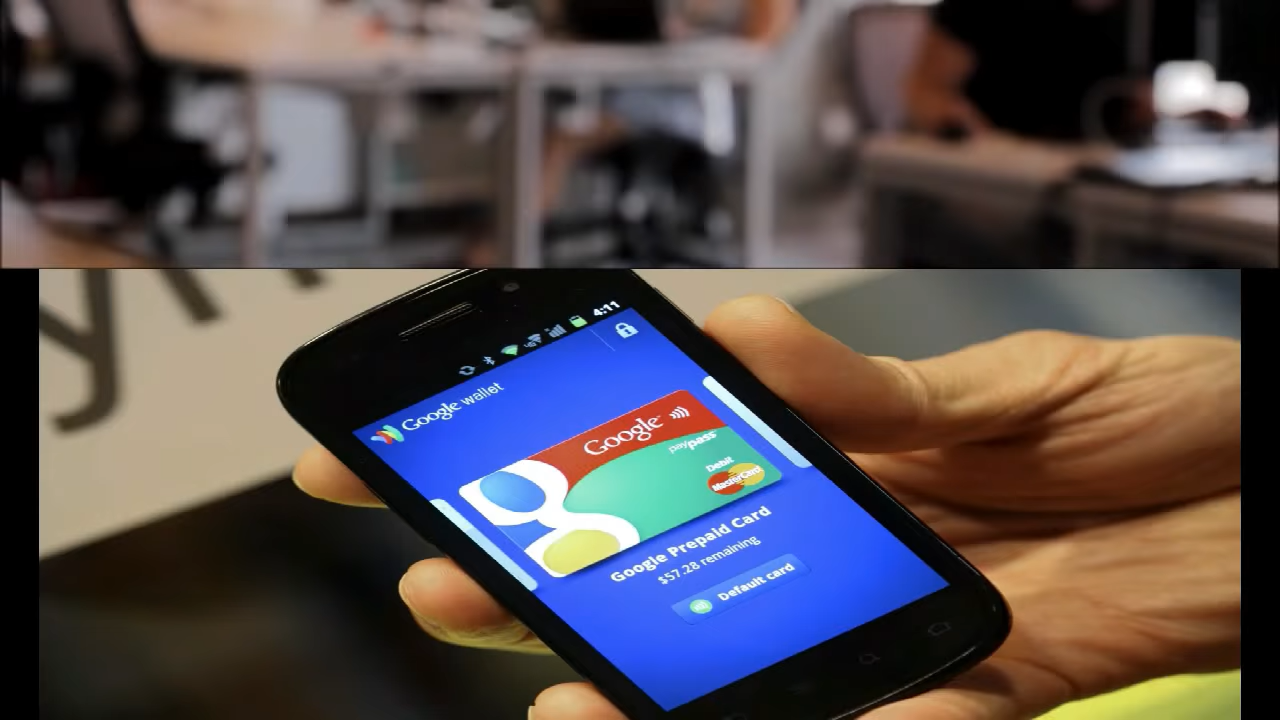 4:11
Google wallet
Google
paypass
Debit
MasterCard
Google Prepaid Card
$57.28 remaining
Default card